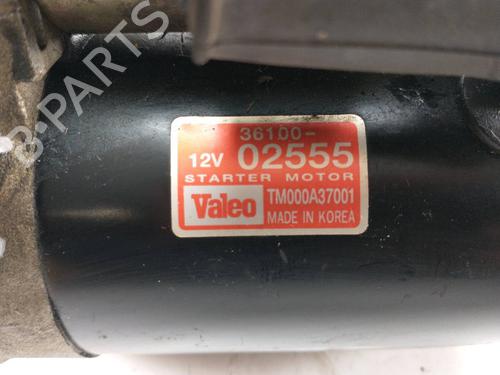 B-PARTS
36100-
12V 02555
STARTER MOTOR
Valeo TM000A37001
MADE IN KOREA